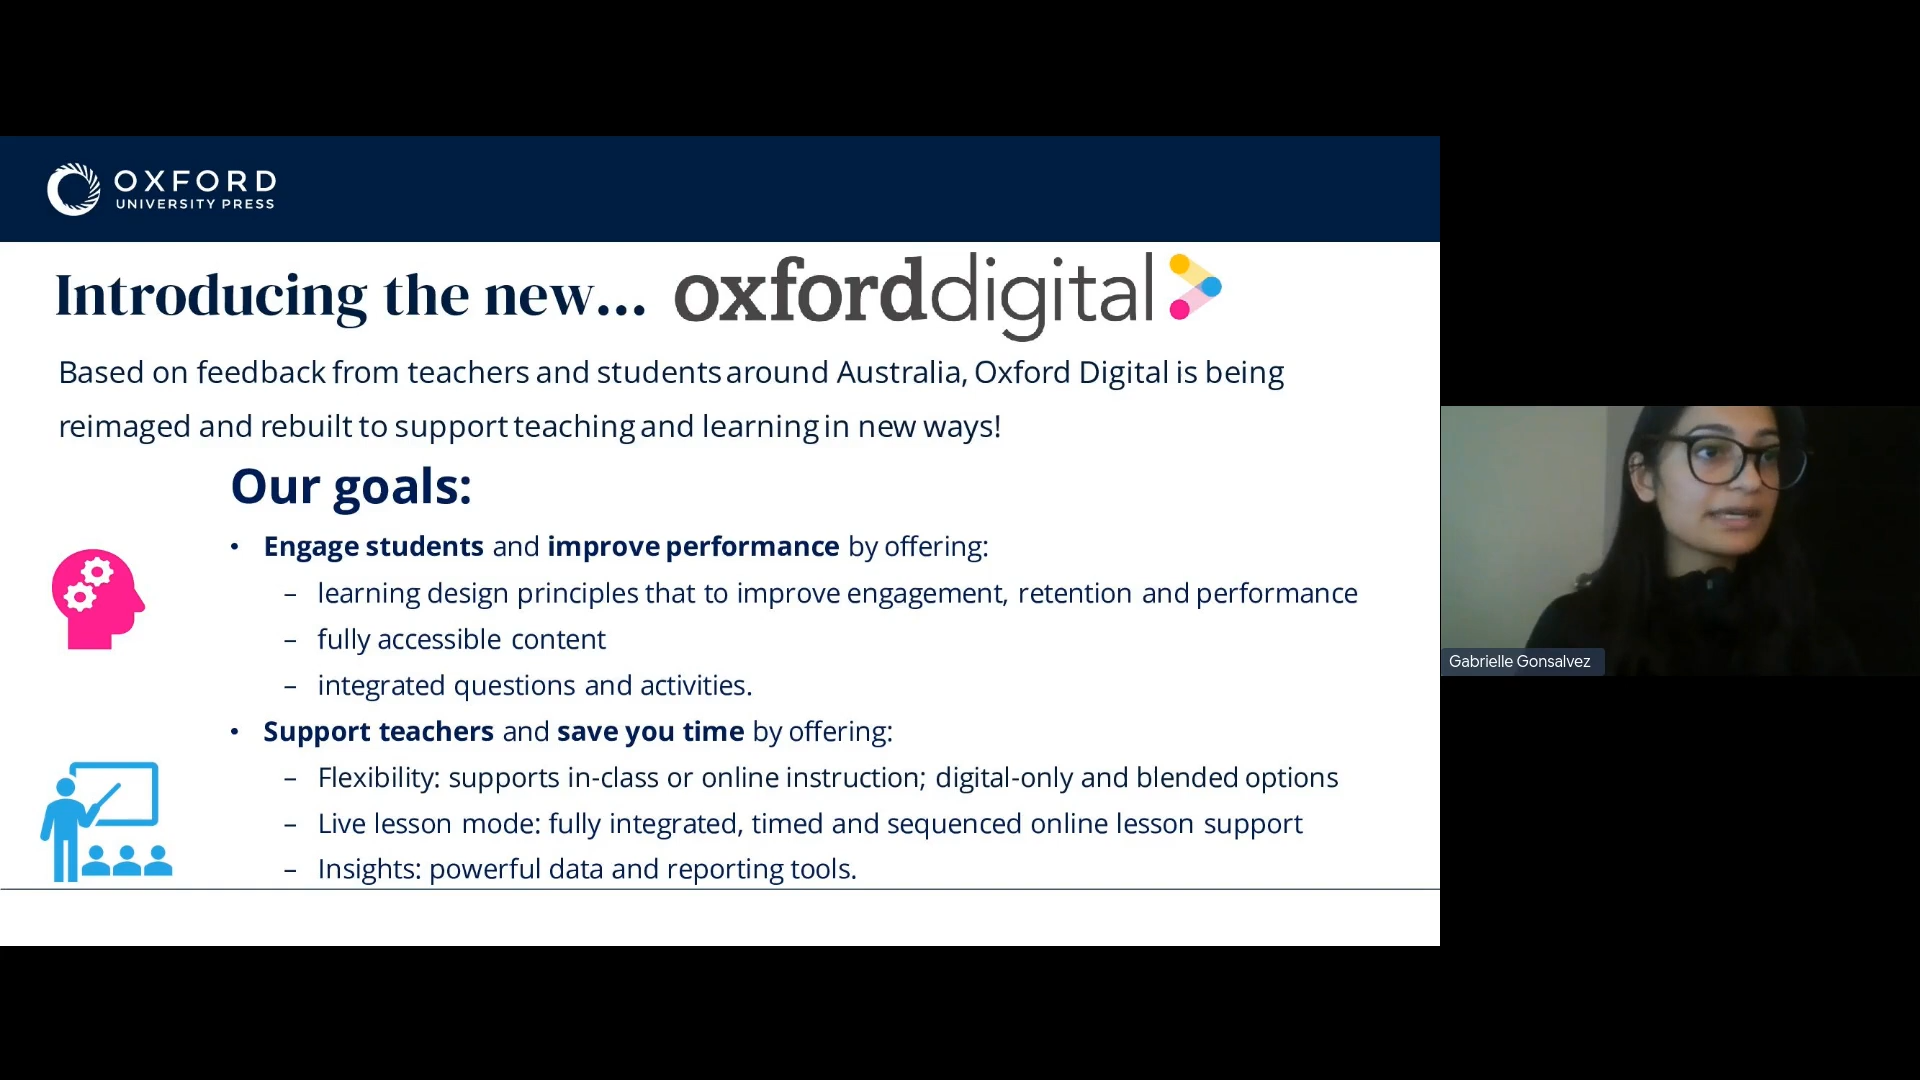 OXFORD
UNIVERSITY PRESS
Introducing the new... oxforddigital
Based on feedback from teachers and students around Australia, Oxford Digital is being
reimaged and rebuilt to support teaching and learning in new ways!
Our goals:
• Engage students and improve performance by offering:
– learning design principles that to improve engagement, retention and performance
– fully accessible content
– integrated questions and activities.
• Support teachers and save you time by offering:
– Flexibility: supports in-class or online instruction; digital-only and blended options
– Live lesson mode: fully integrated, timed and sequenced online lesson support
– Insights: powerful data and reporting tools.
Gabrielle Gonsalvez